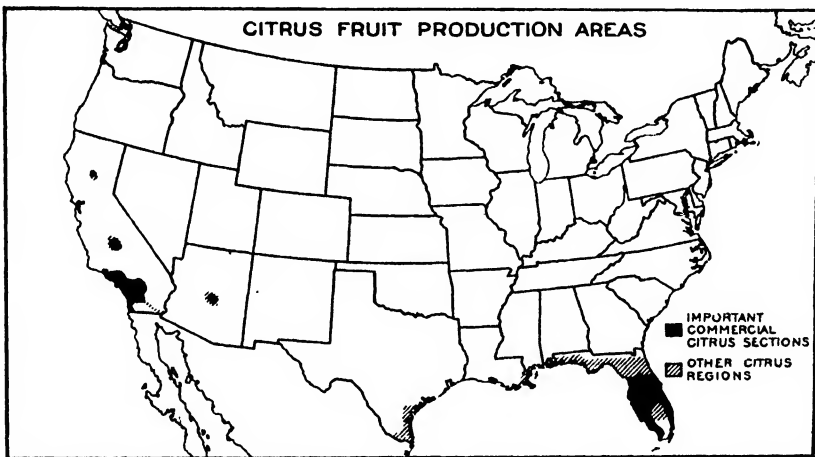 CITRUS FRUIT PRODUCTION AREAS
IMPORTANT
COMMERCIAL
CITRUS SECTIONS
OTHER CITRUS
REGIONS